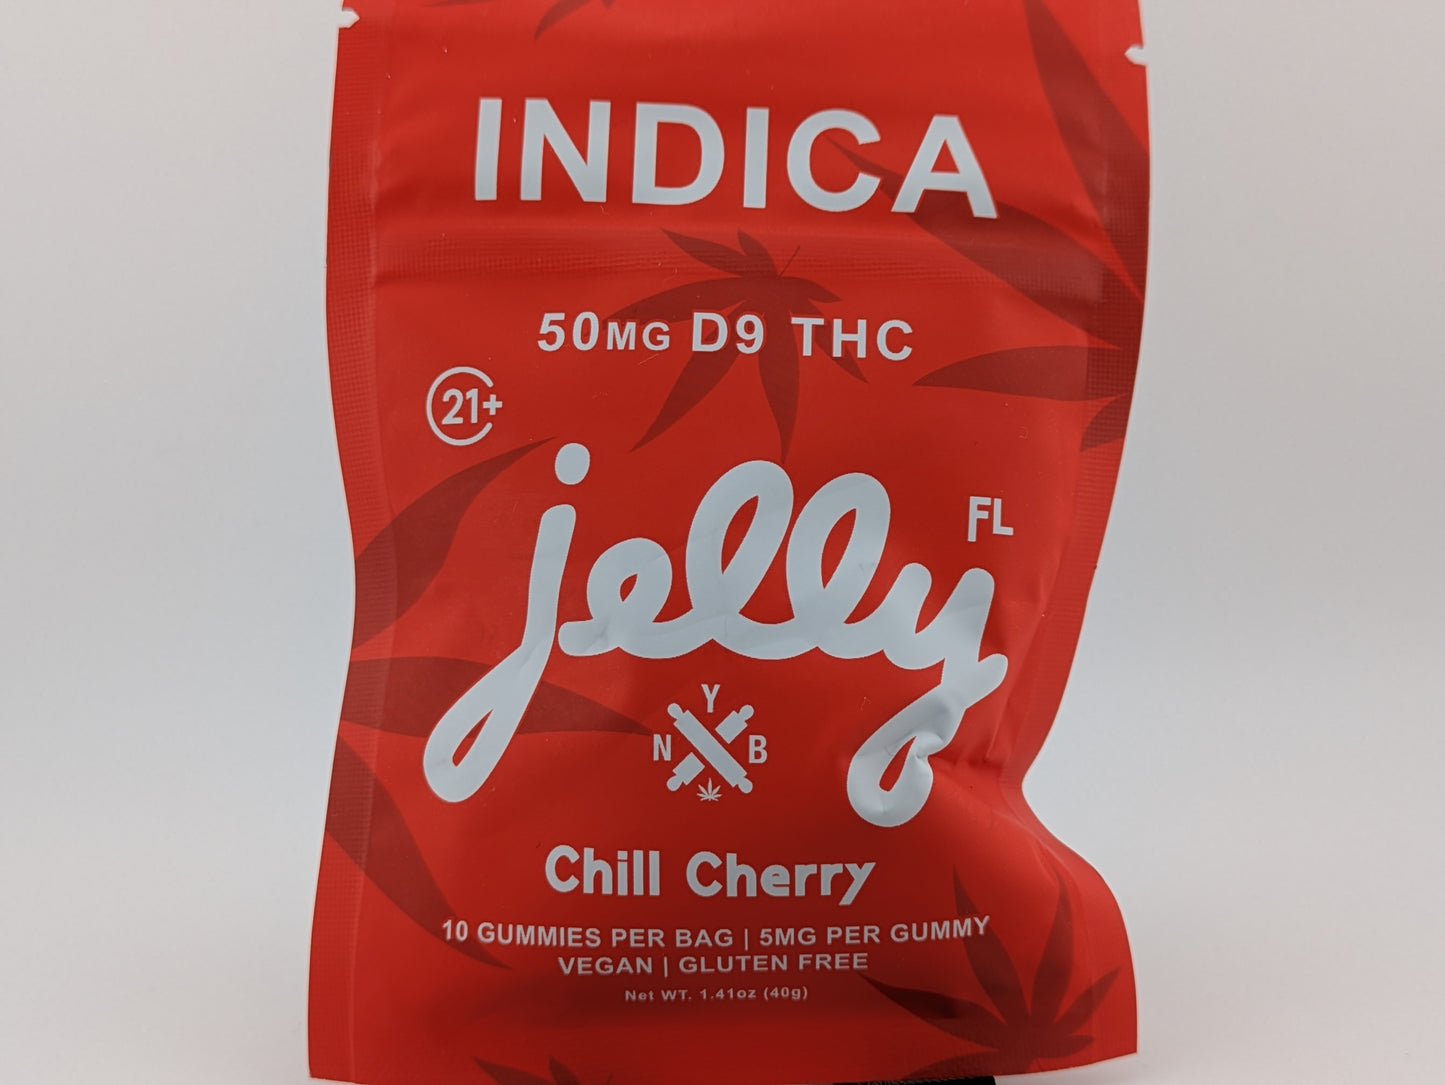 INDICA
50MG D9 THC
21+
jelly
FL
Y
N B
Chill Cherry
10 GUMMIES PER BAG | 5MG PER GUMMY
VEGAN | GLUTEN FREE
Net WT. 1.41oz (40g)